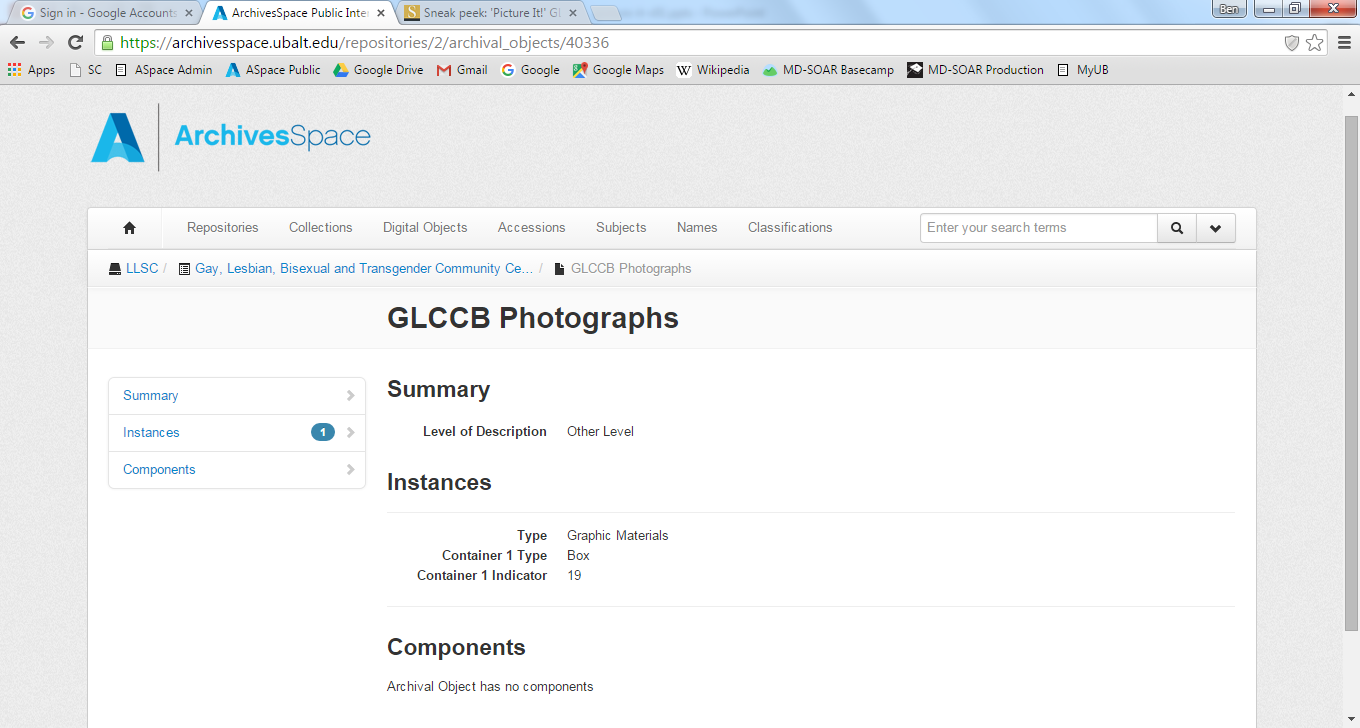 Sign in - Google Accounts
ArchivesSpace Public Inte
Sneak peek: 'Picture It!' GL
Ben
https://archivesspace.ubalt.edu/repositories/2/archival_objects/40336
Apps SC ASpace Admin ASpace Public Google Drive Gmail Google Google Maps Wikipedia MD-SOAR Basecamp MD-SOAR Production MyUB
ArchivesSpace
Repositories Collections Digital Objects Accessions Subjects Names Classifications Enter your search terms
LLSC / Gay, Lesbian, Bisexual and Transgender Community Ce... / GLCCB Photographs
GLCCB Photographs
Summary
Instances 1
Components
Summary
Level of Description Other Level
Instances
Type Graphic Materials
Container 1 Type Box
Container 1 Indicator 19
Components
Archival Object has no components